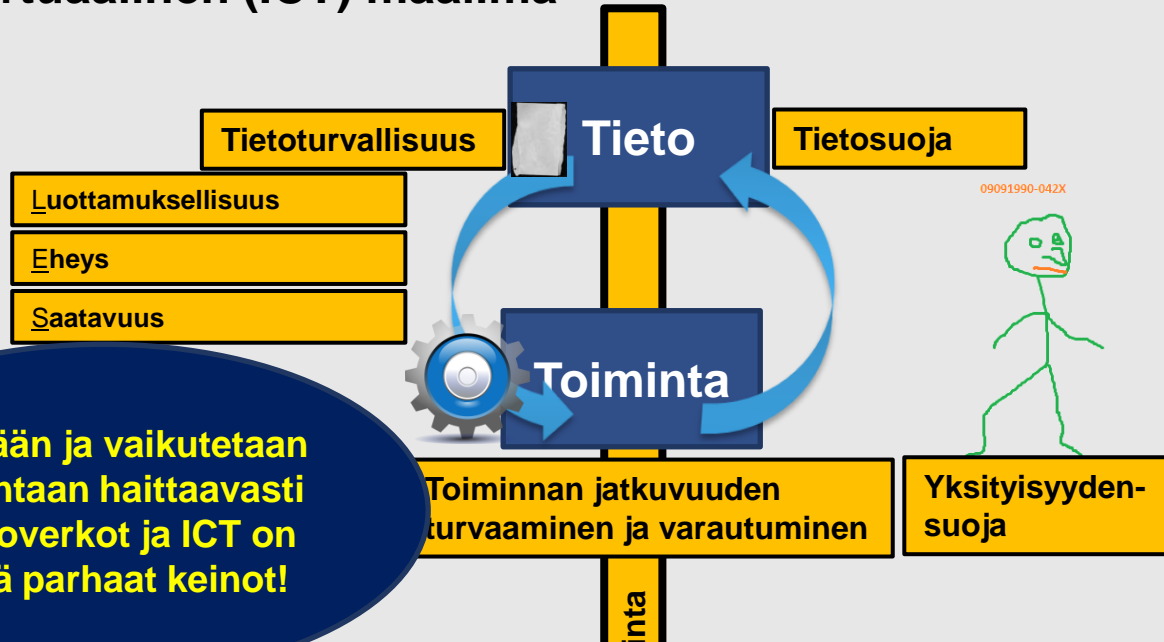 rtuaalinen (ICT) maailma
Tieto
Tietoturvallisuus
Tietosuoja
Luottamuksellisuus
Eheys
Saatavuus
09091990-042X
Toiminta
ään ja vaikutetaan
ntaan haittaavasti
overkot ja ICT on
ä parhaat keinot!
Toiminnan jatkuvuuden
turvaaminen ja varautuminen
Yksityisyyden-
suoja
inta